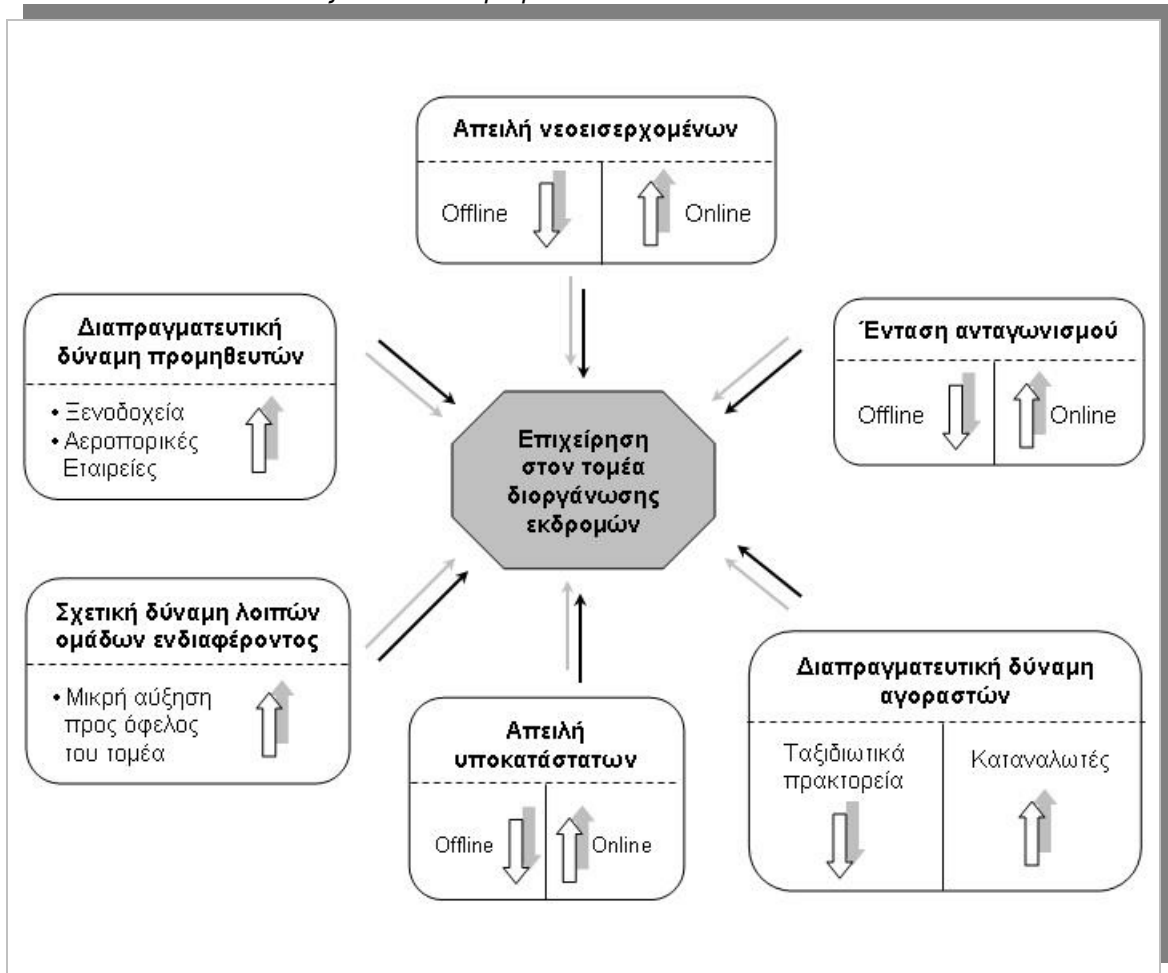 Απειλή νεοεισερχομένων
Offline
Online
Διαπραγματευτική
δύναμη προμηθευτών
• Ξενοδοχεία
• Αεροπορικές
Εταιρείες
Ένταση ανταγωνισμού
Offline
Online
Επιχείρηση
στον τομέα
διοργάνωσης
εκδρομών
Σχετική δύναμη λοιπών
ομάδων ενδιαφέροντος
• Μικρή αύξηση
προς όφελος
του τομέα
Απειλή
υποκατάστατων
Offline
Online
Διαπραγματευτική δύναμη
αγοραστών
Ταξιδιωτικά
πρακτορεία
Καταναλωτές